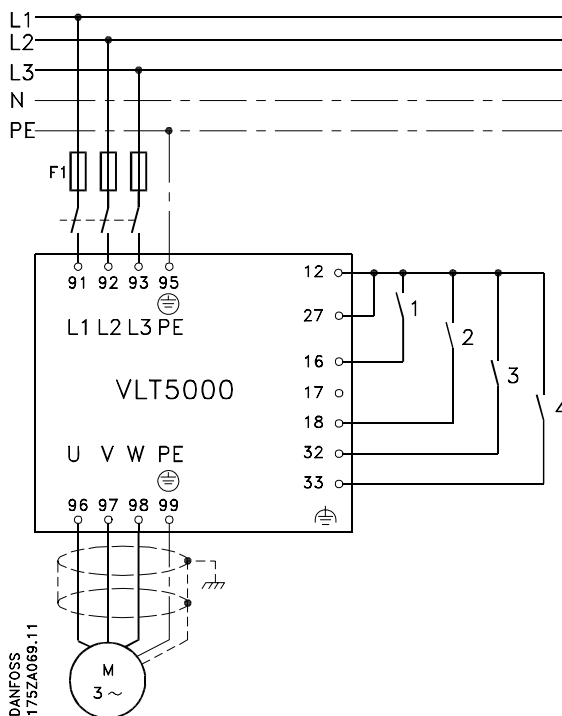 L1
L2
L3
N
PE
F1
91 92 93 95
L1 L2 L3 PE
VLT5000
U V W PE
96 97 98 99
12
27
16
17
18
32
33
1
2
3
4
M
3 ~
DANFOSS
175ZA069.11